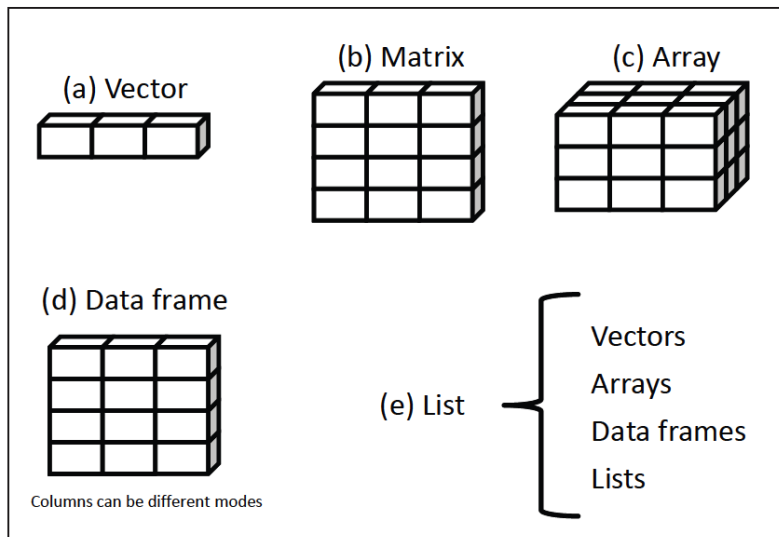 (a) Vector
(b) Matrix
(c) Array
(d) Data frame
Columns can be different modes
(e) List
Vectors
Arrays
Data frames
Lists